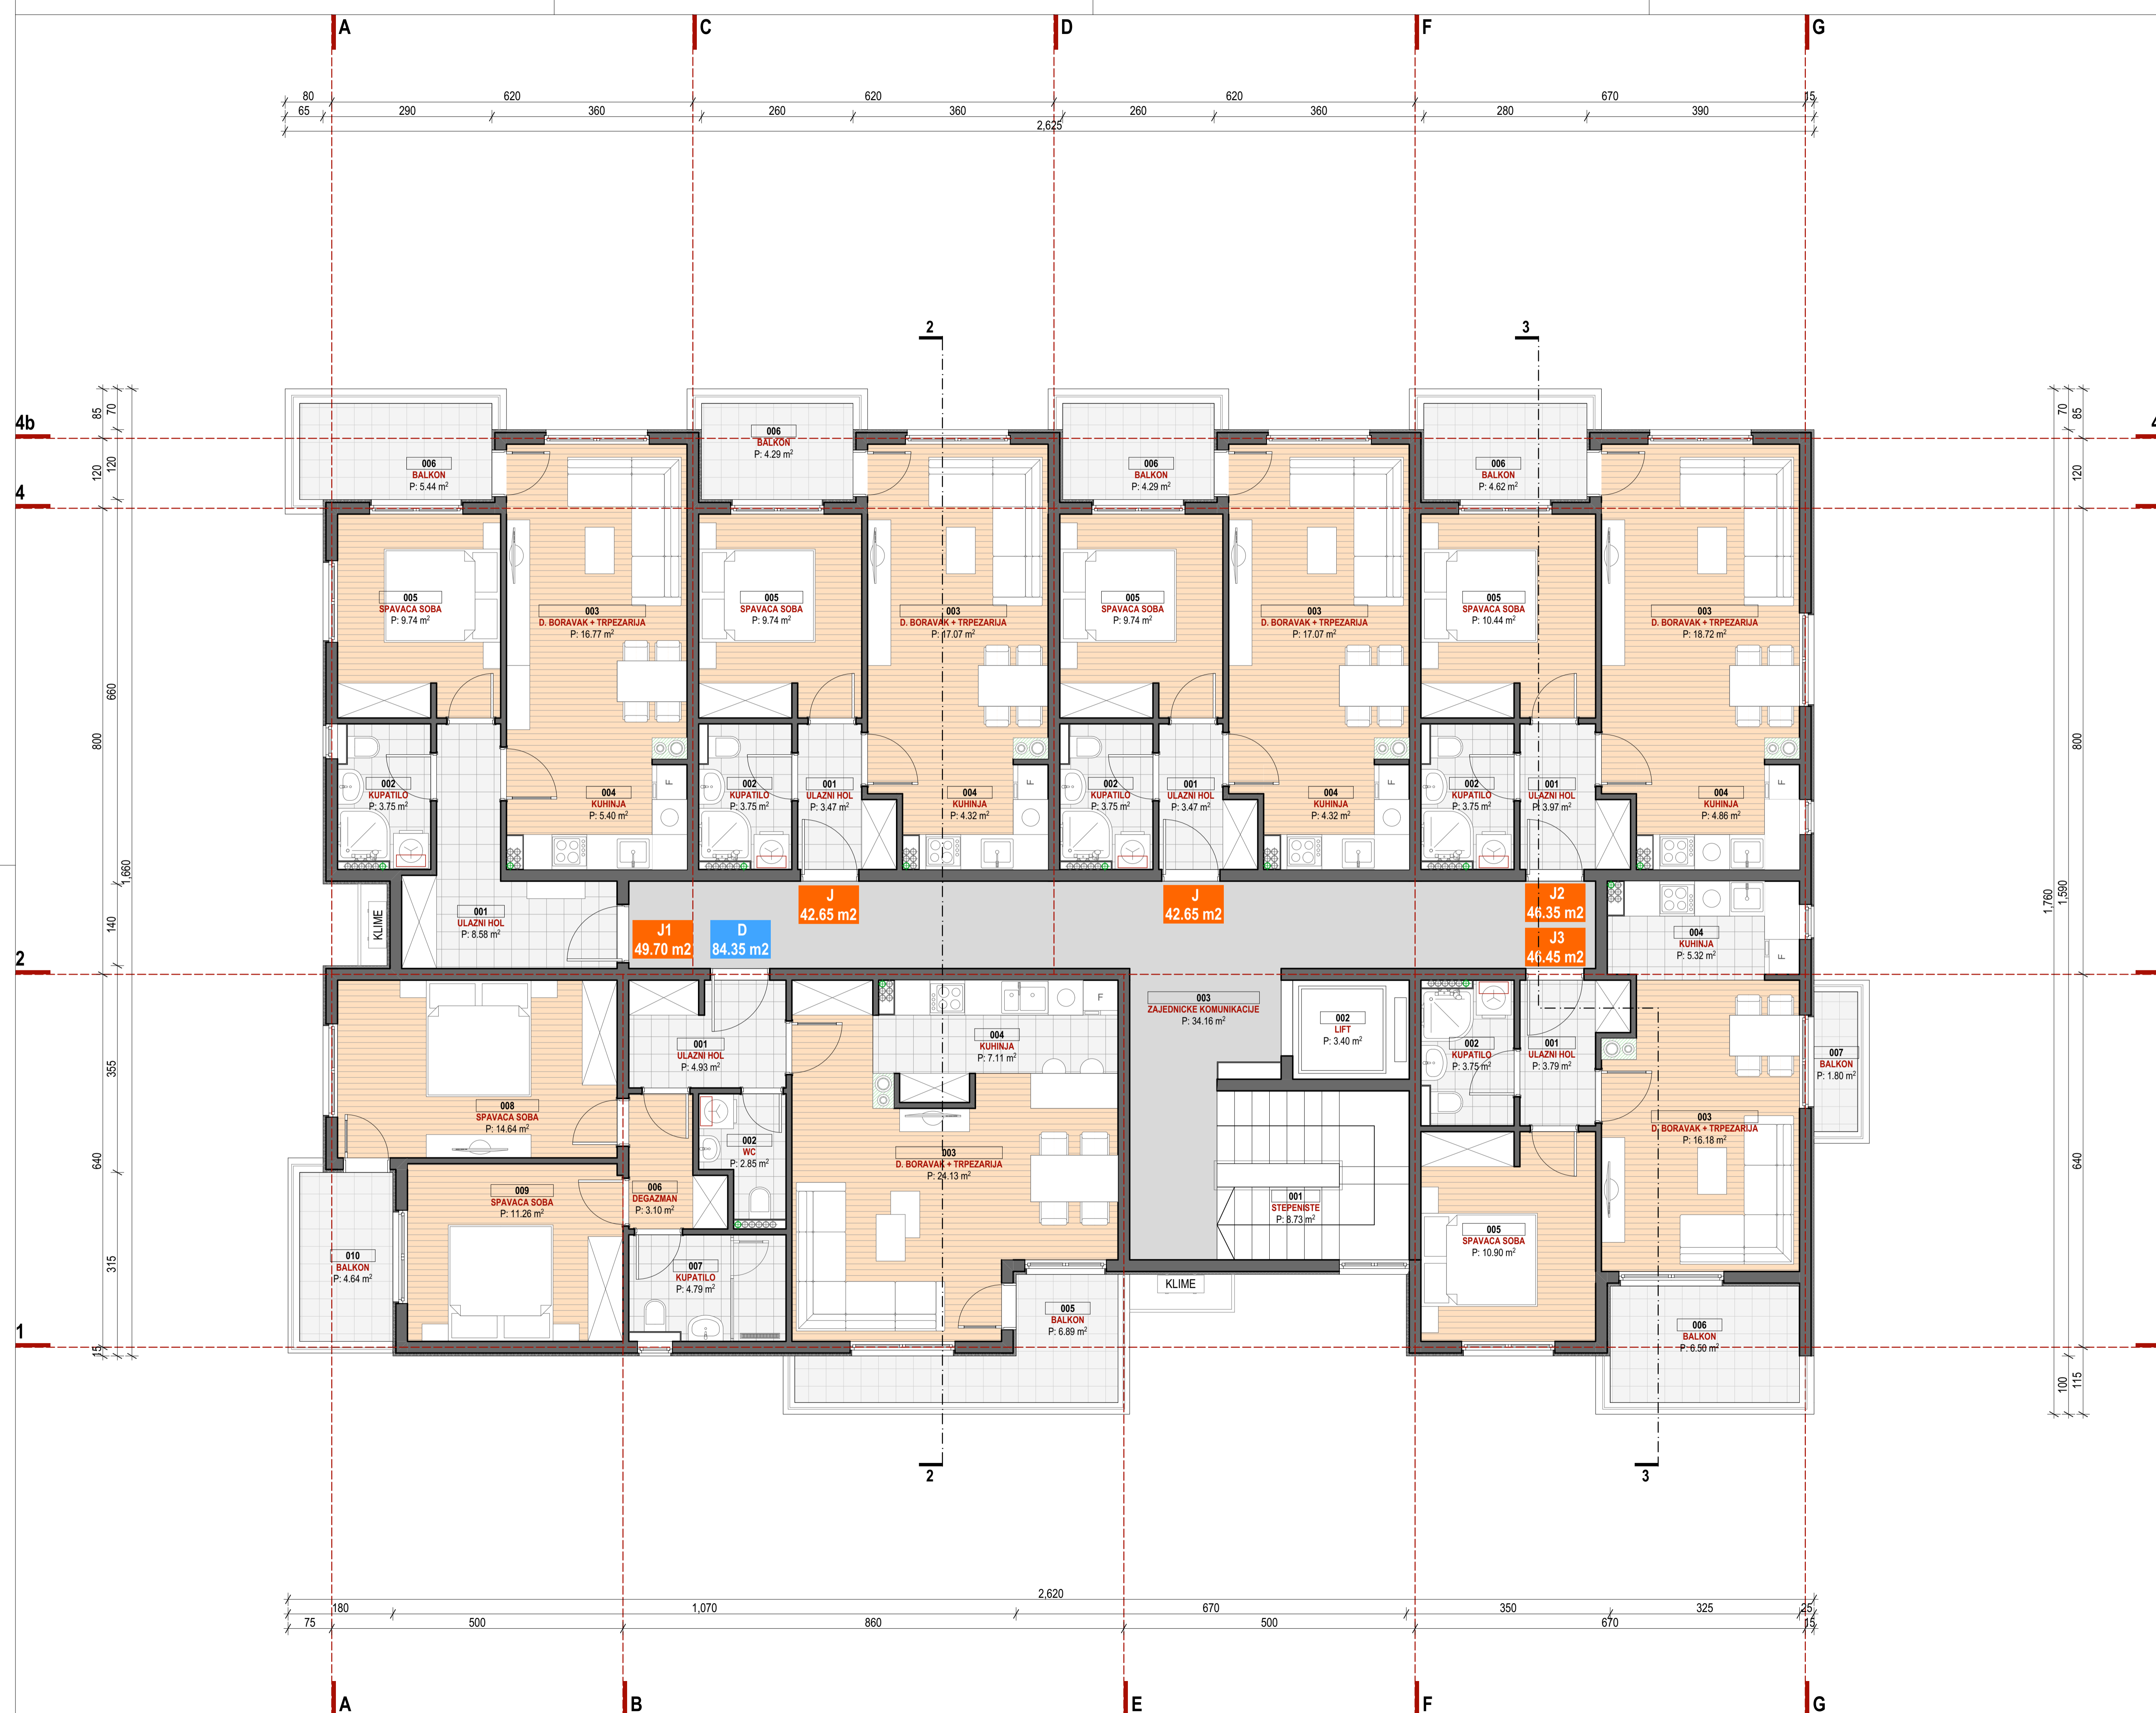 A
C
D
F
G
80
620
620
620
670
15
65
290
360
260
360
260
360
280
390
2,625
2
3
4b
4
2
1
4
85
70
120
120
660
800
1,660
140
355
640
315
15
70
85
120
800
1,760
1,590
640
100
115
006
BALKON
P: 5.44 m²
006
BALKON
P: 4.29 m²
006
BALKON
P: 4.29 m²
006
BALKON
P: 4.62 m²
005
SPAVACA SOBA
P: 9.74 m²
003
D. BORAVAK + TRPEZARIJA
P: 16.77 m²
005
SPAVACA SOBA
P: 9.74 m²
003
D. BORAVAK + TRPEZARIJA
P: 17.07 m²
005
SPAVACA SOBA
P: 9.74 m²
003
D. BORAVAK + TRPEZARIJA
P: 17.07 m²
005
SPAVACA SOBA
P: 10.44 m²
003
D. BORAVAK + TRPEZARIJA
P: 18.72 m²
002
KUPATILO
P: 3.75 m²
004
KUHINJA
P: 5.40 m²
F
002
KUPATILO
P: 3.75 m²
001
ULAZNI HOL
P: 3.47 m²
004
KUHINJA
P: 4.32 m²
F
002
KUPATILO
P: 3.75 m²
001
ULAZNI HOL
P: 3.47 m²
004
KUHINJA
P: 4.32 m²
F
002
KUPATILO
P: 3.75 m²
001
ULAZNI HOL
P: 3.97 m²
004
KUHINJA
P: 4.86 m²
F
KLIME
001
ULAZNI HOL
P: 8.58 m²
J1
49.70 m2
D
84.35 m2
J
42.65 m2
J
42.65 m2
J2
46.35 m2
J3
46.45 m2
004
KUHINJA
P: 5.32 m²
F
003
ZAJEDNICKE KOMUNIKACIJE
P: 34.16 m²
002
LIFT
P: 3.40 m²
001
ULAZNI HOL
P: 4.93 m²
004
KUHINJA
P: 7.11 m²
F
002
KUPATILO
P: 3.75 m²
001
ULAZNI HOL
P: 3.79 m²
007
BALKON
P: 1.80 m²
008
SPAVACA SOBA
P: 14.64 m²
002
WC
P: 2.85 m²
003
D. BORAVAK + TRPEZARIJA
P: 24.13 m²
003
D. BORAVAK + TRPEZARIJA
P: 16.18 m²
009
SPAVACA SOBA
P: 11.26 m²
006
DEGAZMAN
P: 3.10 m²
001
STEPENISTE
P: 8.73 m²
005
SPAVACA SOBA
P: 10.90 m²
010
BALKON
P: 4.64 m²
007
KUPATILO
P: 4.79 m²
005
BALKON
P: 6.89 m²
KLIME
006
BALKON
P: 6.50 m²
2
3
2,620
180
1,070
670
350
325
25
75
500
860
500
670
15
A
B
E
F
G